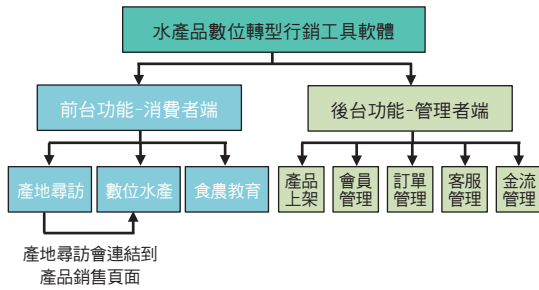 水產品數位轉型行銷工具軟體
前台功能-消費者端
後台功能-管理者端
產地尋訪
數位水產
食農教育
產品
上架
會員
管理
訂單
管理
客服
管理
金流
管理
產地尋訪會連結到
產品銷售頁面